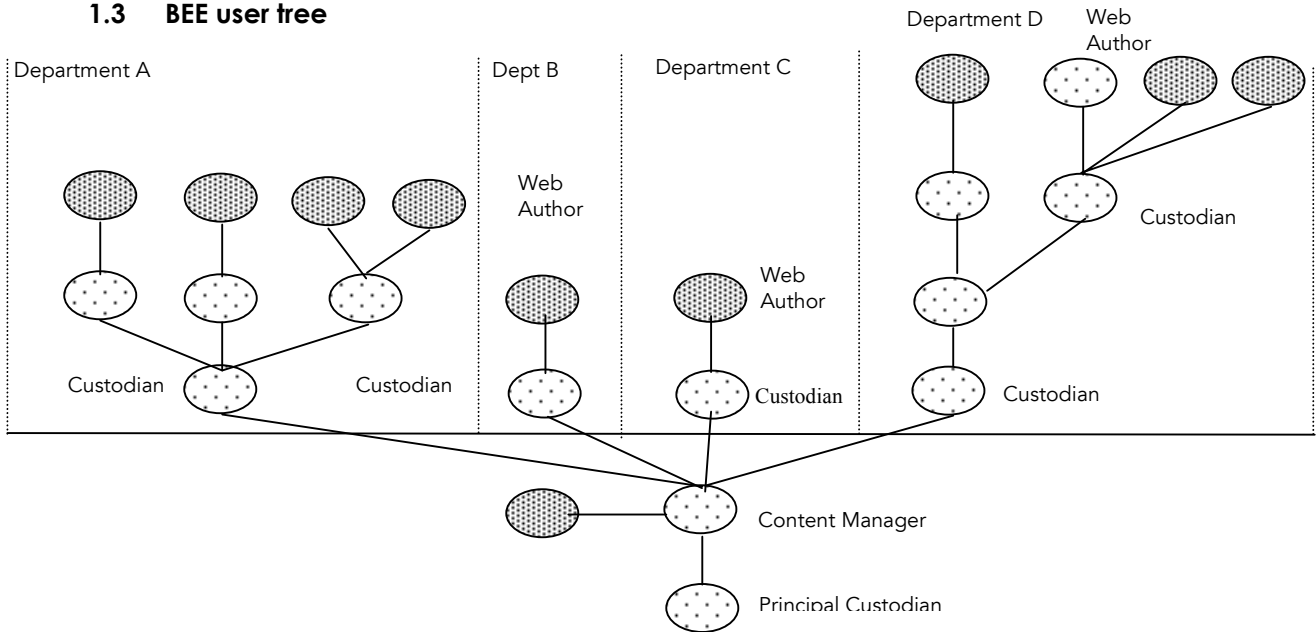 1.3 BEE user tree
Department A
Dept B
Department C
Department D
Web
Author
Web
Author
Custodian
Web
Author
Custodian
Custodian
Custodian
Custodian
Content Manager
Principal Custodian